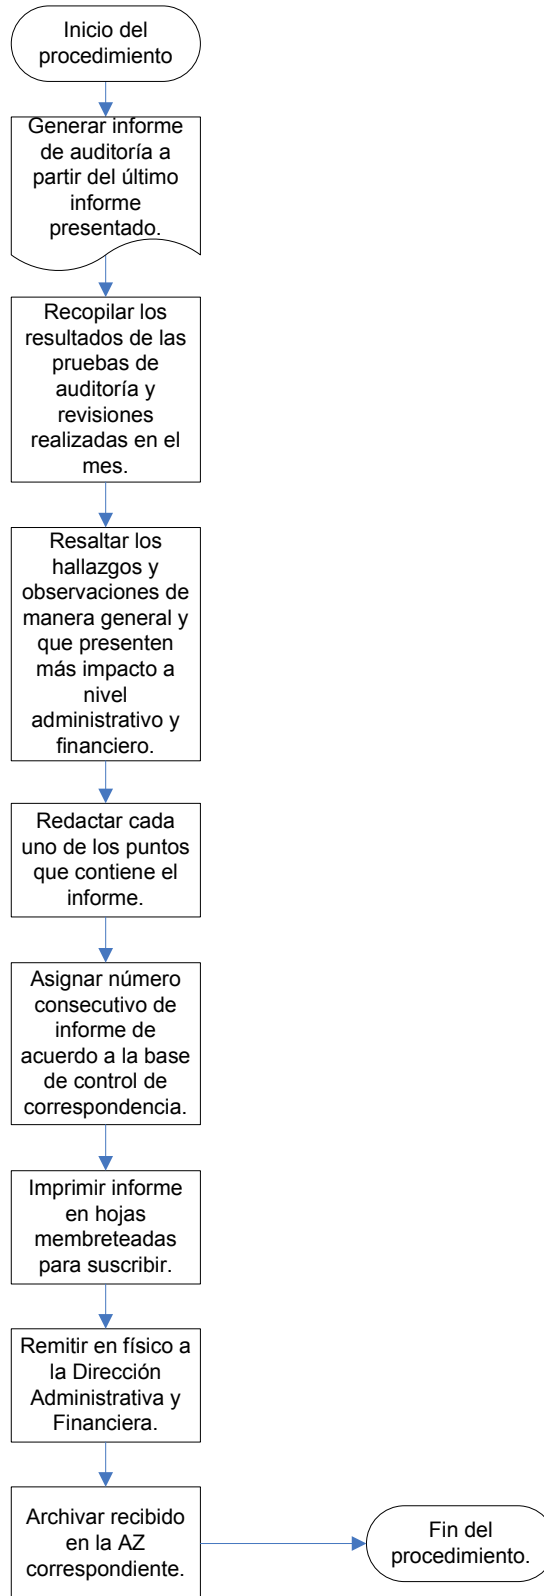 Inicio del
procedimiento
Generar informe
de auditoría a
partir del último
informe
presentado.
Recopilar los
resultados de las
pruebas de
auditoría y
revisiones
realizadas en el
mes.
Resaltar los
hallazgos y
observaciones de
manera general y
que presenten
más impacto a
nivel
administrativo y
financiero.
Redactar cada
uno de los puntos
que contiene el
informe.
Asignar número
consecutivo de
informe de
acuerdo a la base
de control de
correspondencia.
Imprimir informe
en hojas
membreteadas
para suscribir.
Remitir en físico a
la Dirección
Administrativa y
Financiera.
Archivar recibido
en la AZ
correspondiente.
Fin del
procedimiento.